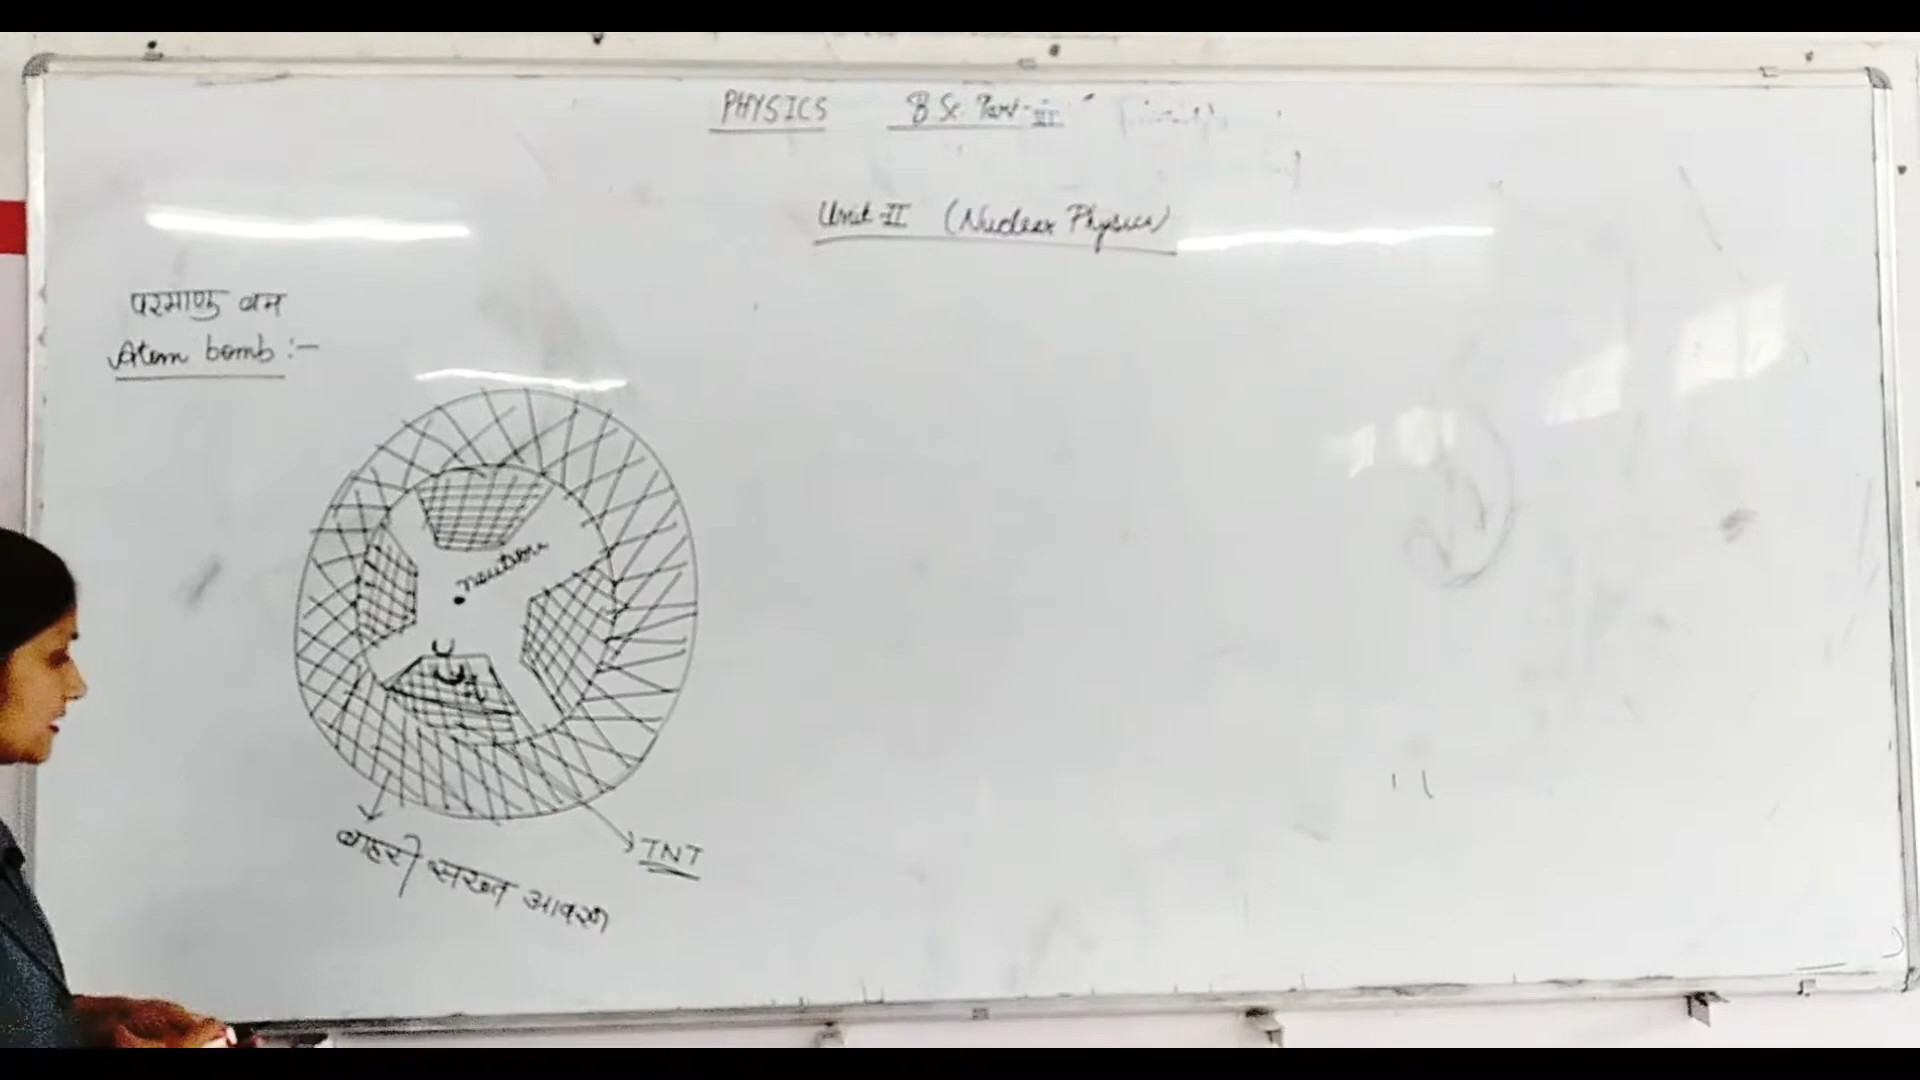 PHYSICS B Sc. Part-III
Unit-II (Nuclear Physics)
परमाणु बम
Atom bomb :-
neutron
TNT
बाहरी सख्त आवरण